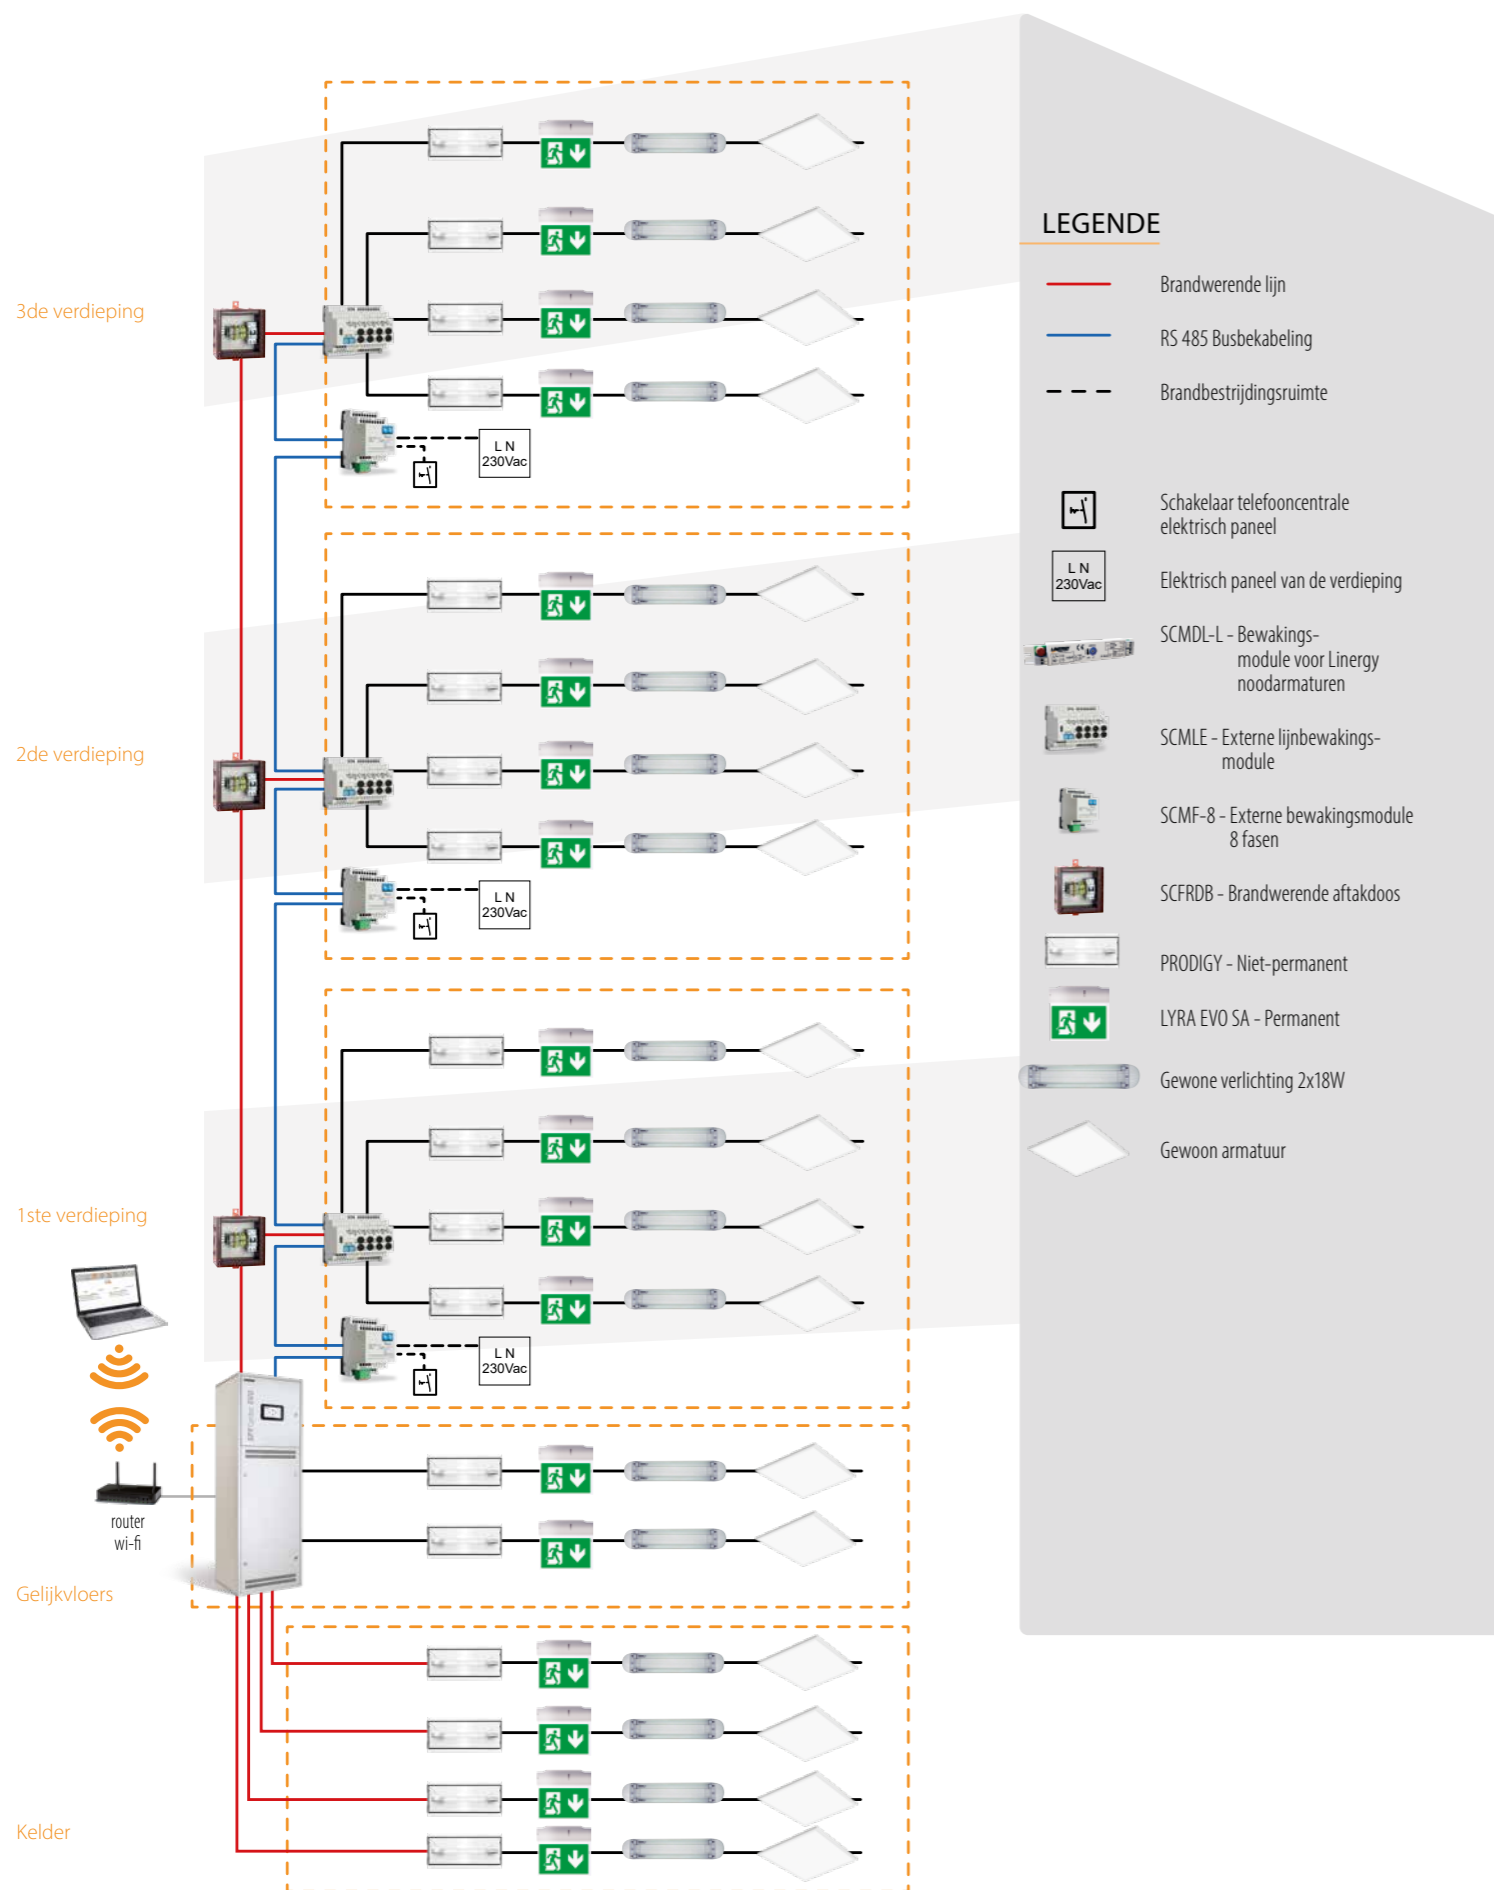 3de verdieping
L N
230Vac
2de verdieping
L N
230Vac
1ste verdieping
L N
230Vac
router
wi-fi
Gelijkvloers
Kelder
LEGENDE
Brandwerende lijn
RS 485 Busbekabeling
Brandbestrijdingsruimte
Schakelaar telefooncentrale
elektrisch paneel
L N
230Vac
Elektrisch paneel van de verdieping
SCMDL-L - Bewakings-
module voor Linergy
noodarmaturen
SCMLE - Externe lijnbewakings-
module
SCMF-8 - Externe bewakingsmodule
8 fasen
SCFRDB - Brandwerende aftakdoos
PRODIGY - Niet-permanent
LYRA EVO SA - Permanent
Gewone verlichting 2x18W
Gewoon armatuur